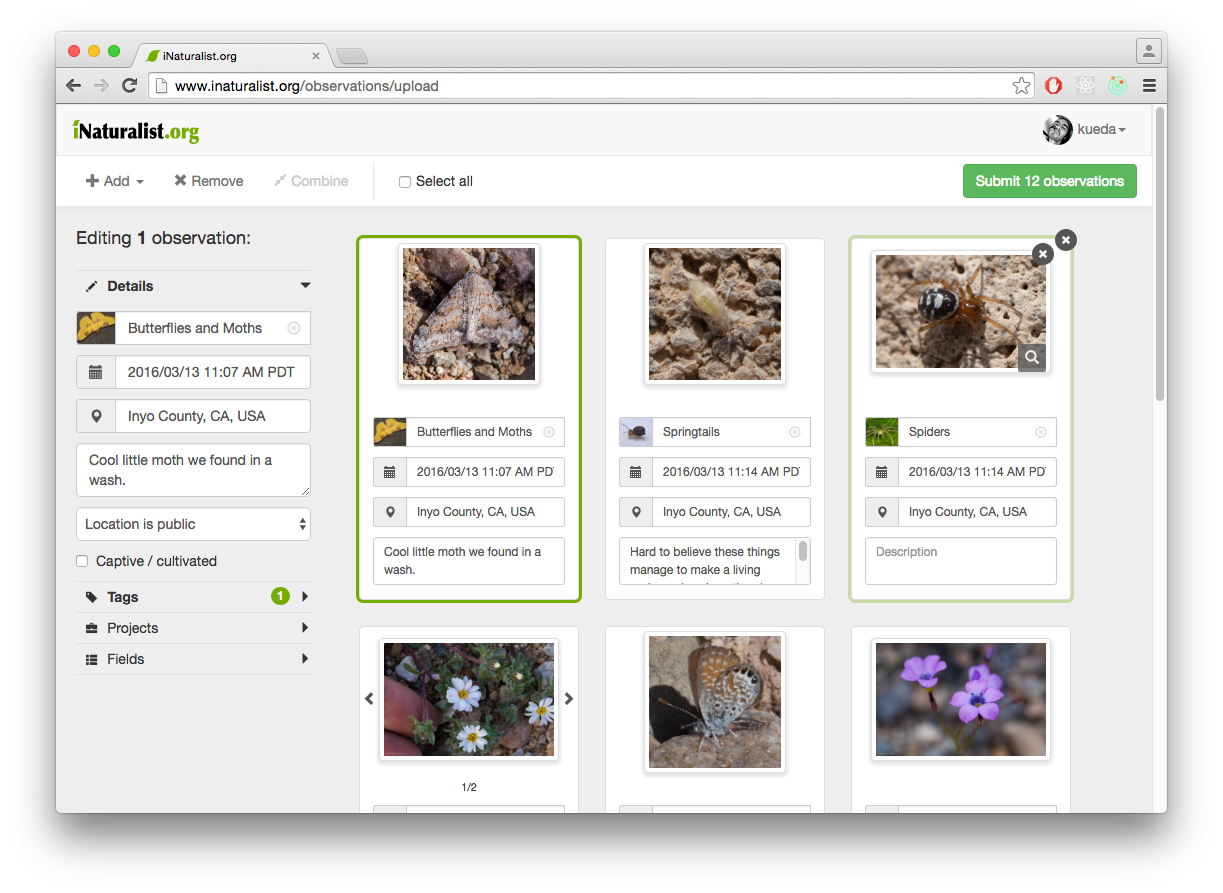 iNaturalist.org
www.inaturalist.org/observations/upload
iNaturalist.org
kueda
Add
Remove
Combine
Select all
Submit 12 observations
Editing 1 observation:
Details
Butterflies and Moths
2016/03/13 11:07 AM PDT
Inyo County, CA, USA
Cool little moth we found in a
wash.
Location is public
Captive / cultivated
Tags
1
Projects
Fields
Butterflies and Moths
2016/03/13 11:07 AM PD
Inyo County, CA, USA
Cool little moth we found in a
wash.
Springtails
2016/03/13 11:14 AM PD
Inyo County, CA, USA
Hard to believe these things
manage to make a living
Spiders
2016/03/13 11:14 AM PD
Inyo County, CA, USA
Description
1/2